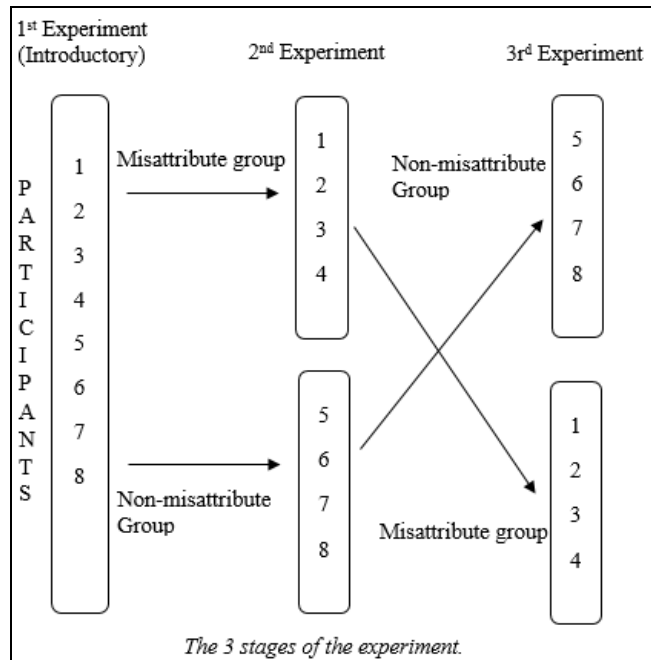 1st Experiment
(Introductory)
2nd Experiment
3rd Experiment
PARTICIPANTS
1
2
3
4
5
6
7
8
Misattribute group
Non-misattribute
Group
1
2
3
4
5
6
7
8
Non-misattribute
Group
Misattribute group
5
6
7
8
1
2
3
4
The 3 stages of the experiment.